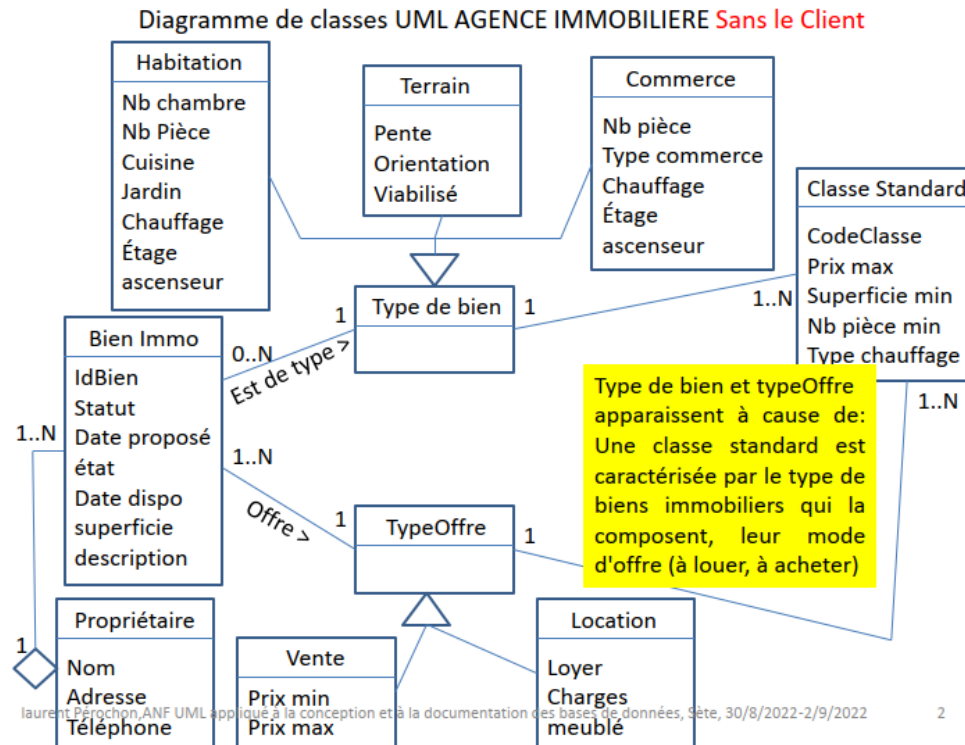 Diagramme de classes UML AGENCE IMMOBILIERE Sans le Client
Habitation
Nb chambre
Nb Pièce
Cuisine
Jardin
Chauffage
Étage
ascenseur
Terrain
Pente
Orientation
Viabilisé
Commerce
Nb pièce
Type commerce
Chauffage
Étage
ascenseur
Classe Standard
CodeClasse
Prix max
Superficie min
Nb pièce min
Type chauffage
1..N
1
Type de bien
1
0..N
Est de type >
Bien Immo
IdBien
Statut
Date proposé
état
Date dispo
superficie
description
1..N
1..N
Offre >
1
TypeOffre
1
1..N
Type de bien et typeOffre
apparaissent à cause de:
Une classe standard est
caractérisée par le type de
biens immobiliers qui la
composent, leur mode
d'offre (à louer, à acheter)
1
Propriétaire
Nom
Adresse
Téléphone
Vente
Prix min
Prix max
Location
Loyer
Charges
meublé
laurent Pérochon,ANF UML appliqué à la conception et à la documentation des bases de données, Sète, 30/8/2022-2/9/2022
2